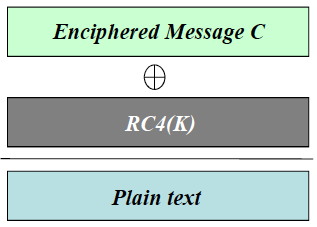 Enciphered Message C
⊕
RC4(K)
Plain text